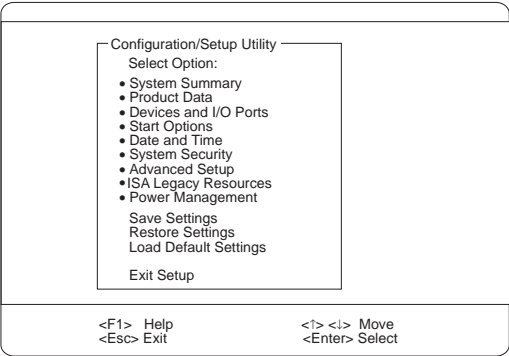 Configuration/Setup Utility
Select Option:
• System Summary
• Product Data
• Devices and I/O Ports
• Start Options
• Date and Time
• System Security
• Advanced Setup
•ISA Legacy Resources
• Power Management
Save Settings
Restore Settings
Load Default Settings
Exit Setup
<F1> Help <↑> <↓> Move
<Esc> Exit <Enter> Select